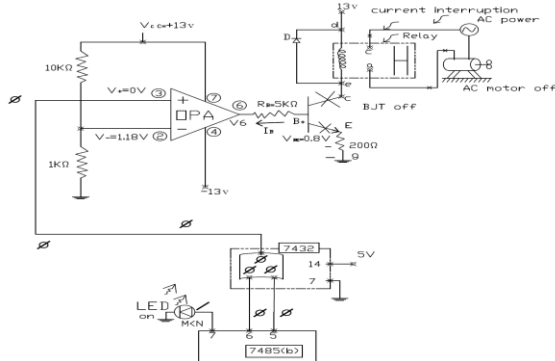 13v
current interruption
AC power
Vcc=+13v
D
d
Relay
10KΩ
C
e
AC motor off
V+=0V
3
7
6
RB=5KΩ
C
BJT off
+
OPA
V6
B+
E
IB
V-=1.18V
2
4
VBE=0.8V
200Ω
1KΩ
-13v
g
7432
5V
14
7
LED
on
M<N
7
6
5
7485(b)